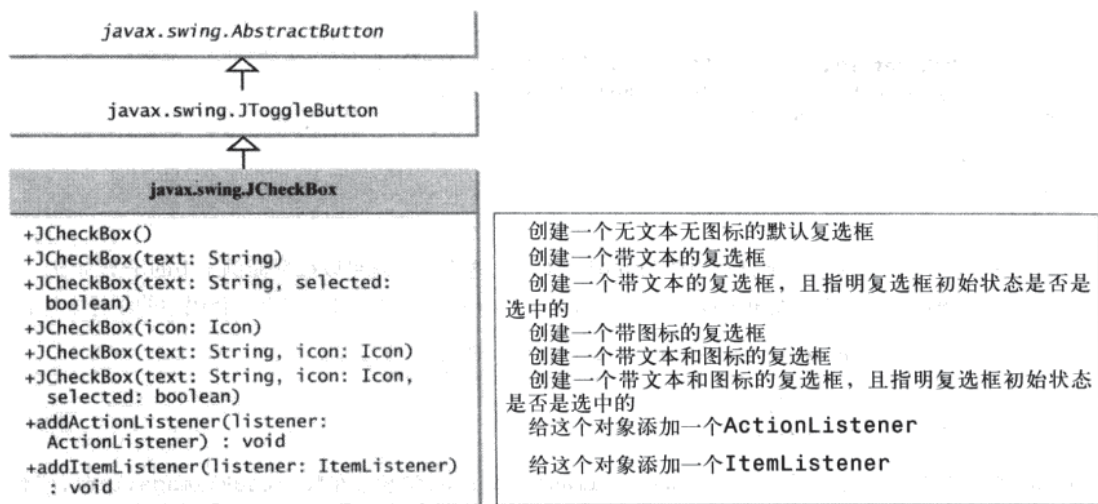 javax.swing.AbstractButton
javax.swing.JToggleButton
javax.swing.JCheckBox
+JCheckBox()
+JCheckBox(text: String)
+JCheckBox(text: String, selected:
boolean)
+JCheckBox(icon: Icon)
+JCheckBox(text: String, icon: Icon)
+JCheckBox(text: String, icon: Icon,
selected: boolean)
+addActionListener(listener:
ActionListener) : void
+addItemListener(listener: ItemListener)
: void
创建一个无文本无图标的默认复选框
创建一个带文本的复选框
创建一个带文本的复选框，且指明复选框初始状态是否是
选中的
创建一个带图标的复选框
创建一个带文本和图标的复选框
创建一个带文本和图标的复选框，且指明复选框初始状态
是否是选中的
给这个对象添加一个ActionListener
给这个对象添加一个ItemListener